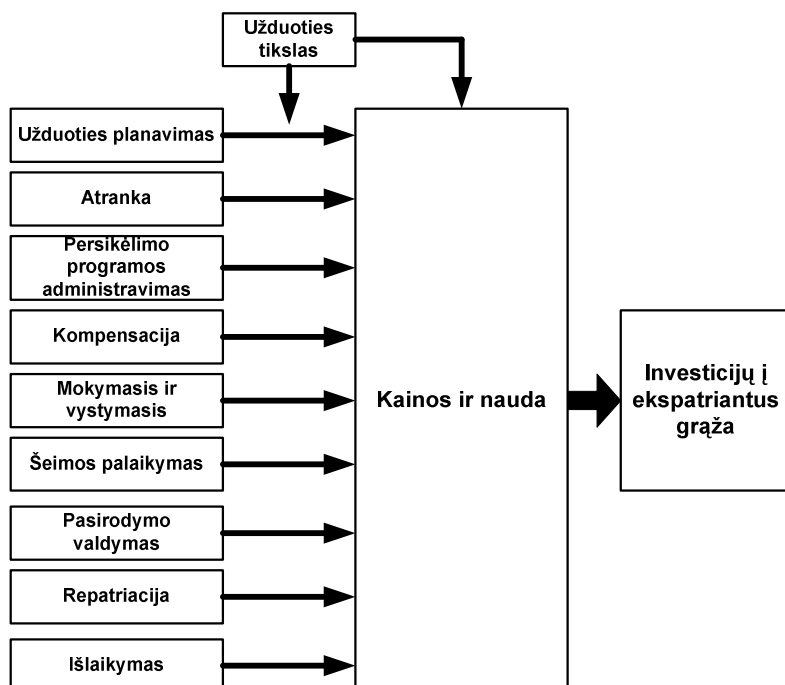 Užduoties
tikslas
Užduoties planavimas
Atranka
Persikėlimo
programos
administravimas
Kompensacija
Mokymasis ir
vystymasis
Šeimos palaikymas
Pasirodymo
valdymas
Repatriacija
Išlaikymas
Kainos ir nauda
Investicijų į
ekspatriantus
grąža